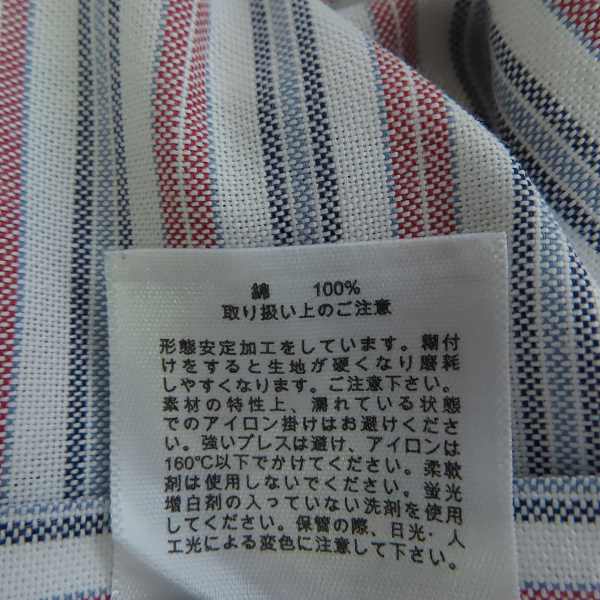 綿 100%
取り扱い上のご注意
形態安定加工をしています。糊付
けをすると生地が硬くなり磨耗
しやすくなります。ご注意下さい。
素材の特性上、濡れている状態
でのアイロン掛けはお避けくださ
い。強いプレスは避け、アイロンは
160℃以下でかけてください。柔軟
剤は使用しないでください。蛍光
増白剤の入っていない洗剤を使用
してください。保管の際、日光・人
工光による変色に注意して下さい。